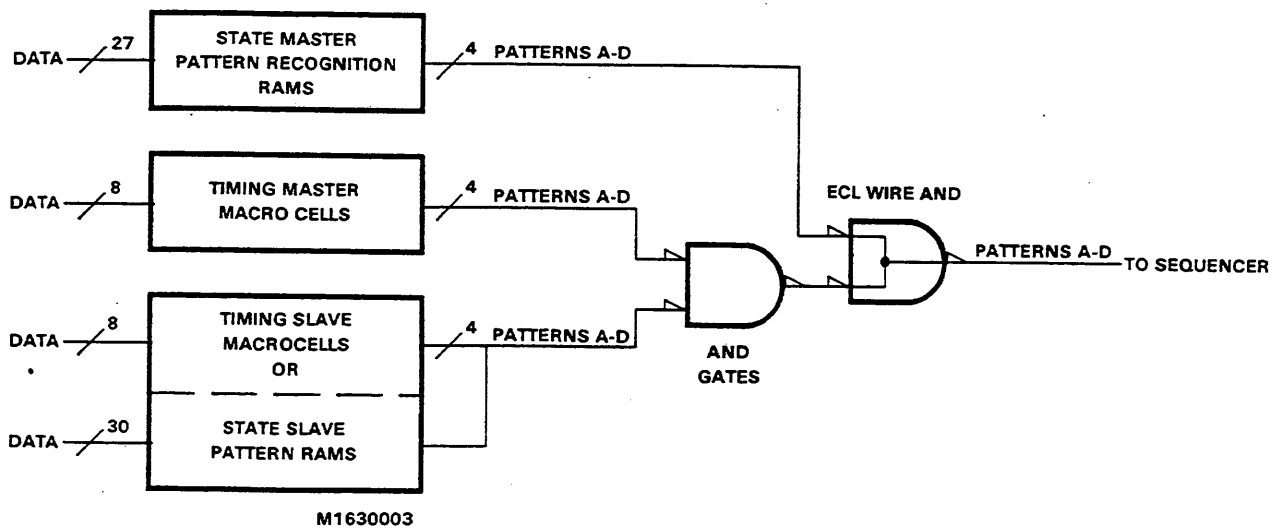 DATA 27
STATE MASTER
PATTERN RECOGNITION
RAMS
4 PATTERNS A-D
DATA 8
TIMING MASTER
MACRO CELLS
4 PATTERNS A-D
ECL WIRE AND
PATTERNS A-D
TO SEQUENCER
DATA 8
TIMING SLAVE
MACROCELLS
OR
4 PATTERNS A-D
AND
GATES
DATA 30
STATE SLAVE
PATTERN RAMS
M1630003